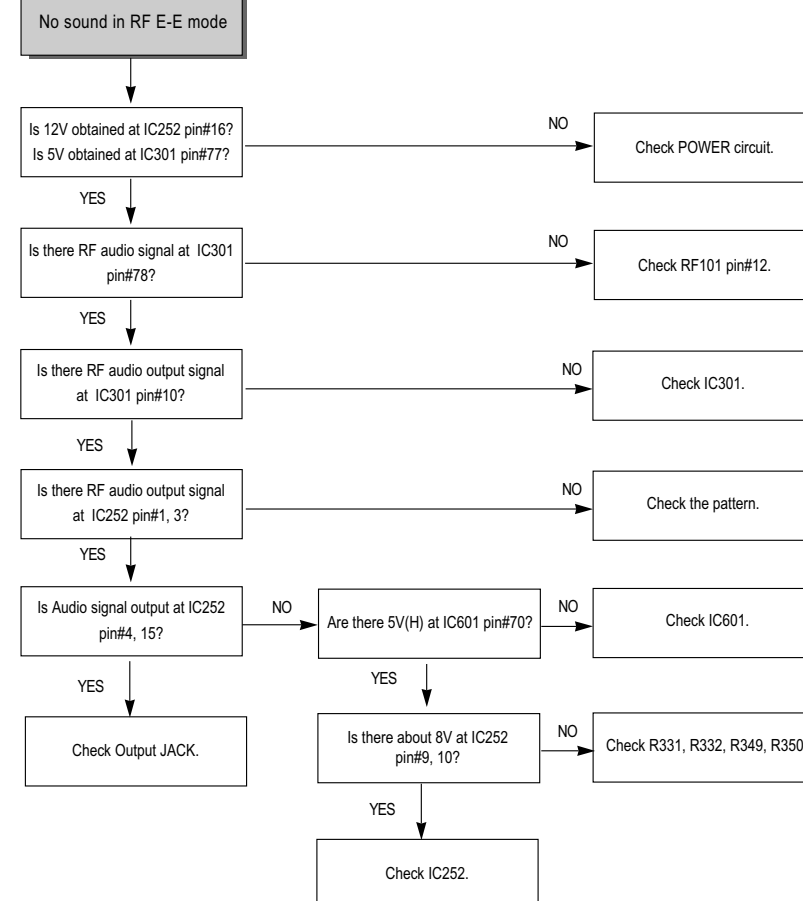 No sound in RF E-E mode
Is 12V obtained at IC252 pin#16?
Is 5V obtained at IC301 pin#77?
NO
Check POWER circuit.
YES
Is there RF audio signal at IC301
pin#78?
NO
Check RF101 pin#12.
YES
Is there RF audio output signal
at IC301 pin#10?
NO
Check IC301.
YES
Is there RF audio output signal
at IC252 pin#1, 3?
NO
Check the pattern.
YES
Is Audio signal output at IC252
pin#4, 15?
NO
Are there 5V(H) at IC601 pin#70?
NO
Check IC601.
YES
Check Output JACK.
YES
Is there about 8V at IC252
pin#9, 10?
NO
Check R331, R332, R349, R350
YES
Check IC252.